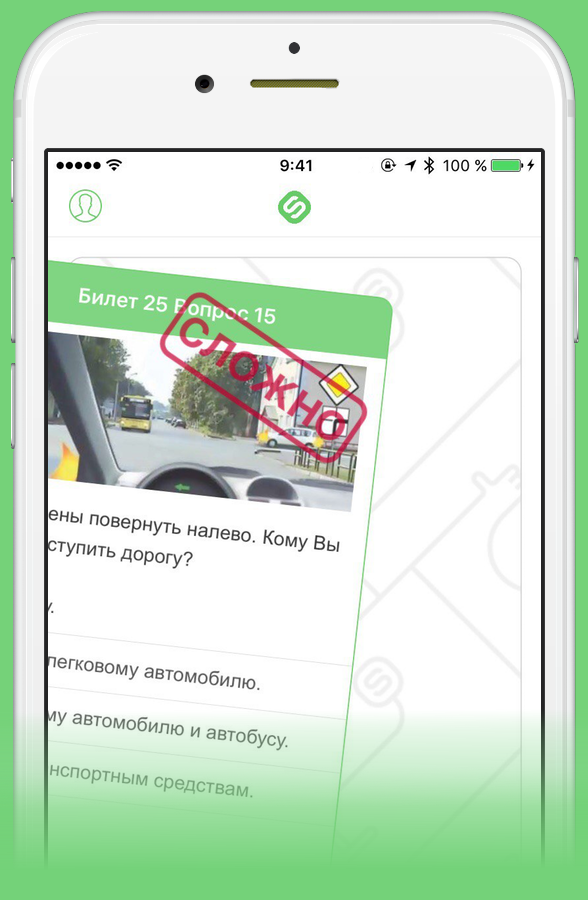 9:41
100 %
Билет 25 Вопрос 15
СЛОЖНО
ены повернуть налево. Кому Вы
ступить дорогу?
у.
легковому автомобилю.
му автомобилю и автобусу.
нспортным средствам.